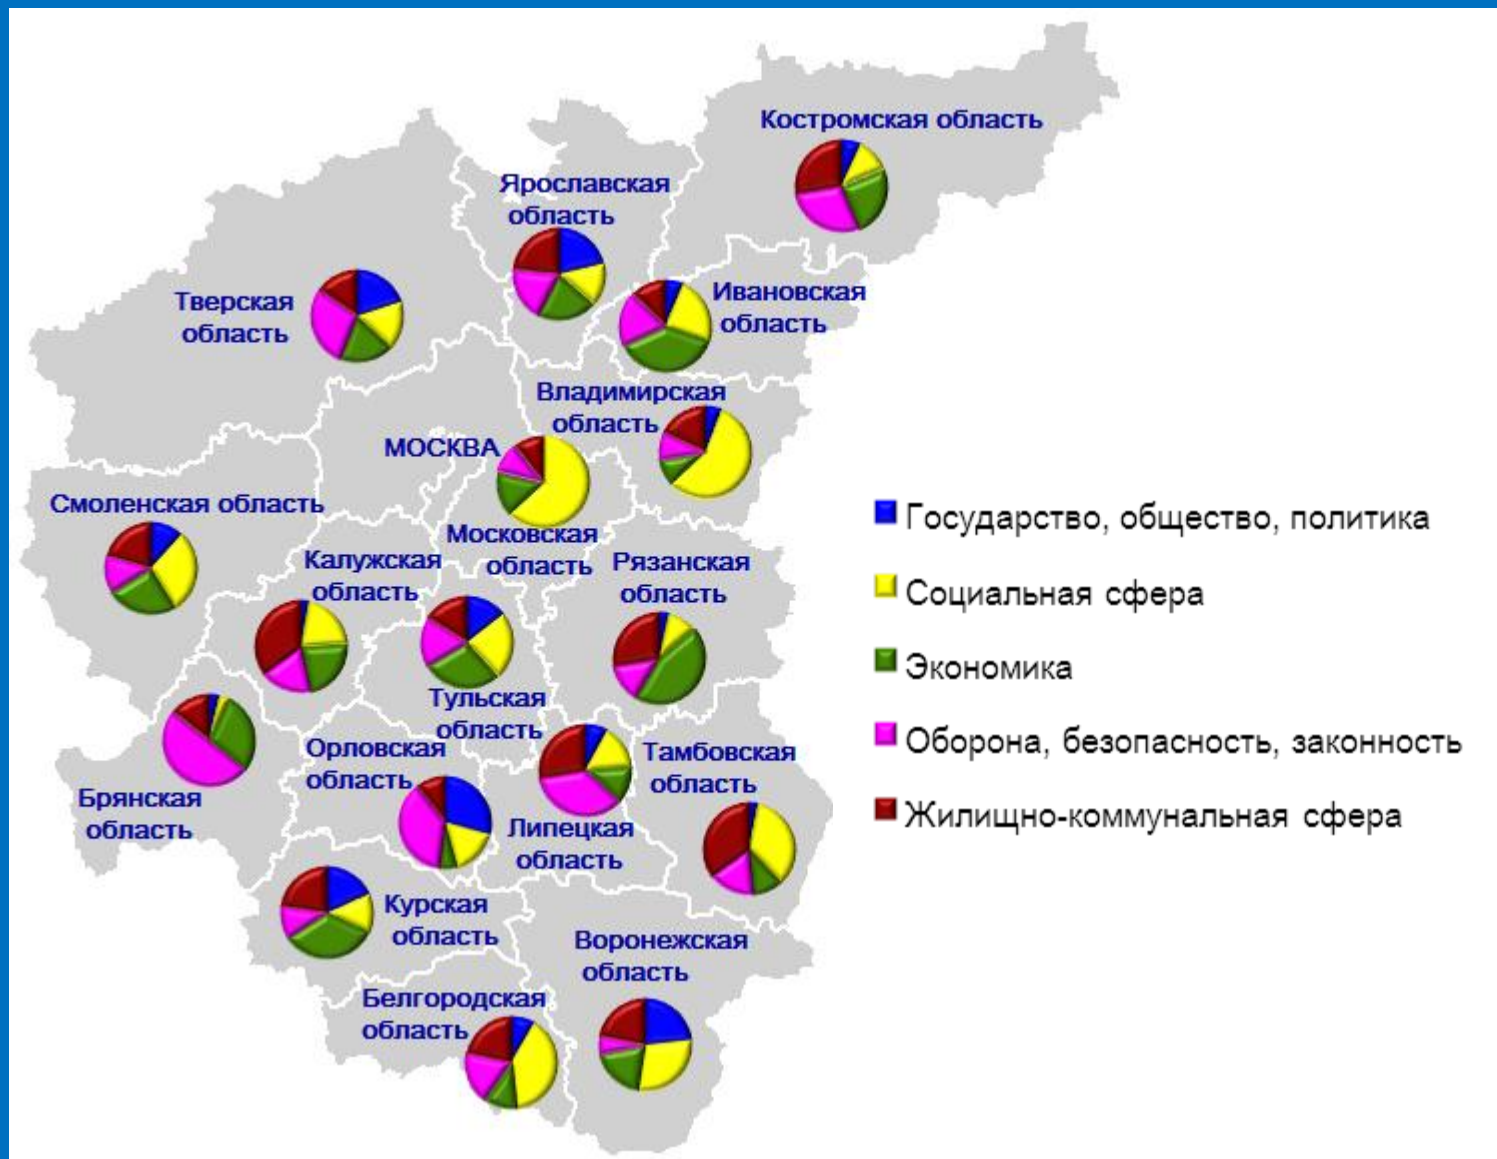 Костромская область
Ярославская
область
Ивановская
область
Тверская
область
Владимирская
область
МОСКВА
Московская
область
Смоленская область
Калужская
область
Рязанская
область
Тульская
область
Орловская
область
Тамбовская
область
Брянская
область
Липецкая
область
Курская
область
Воронежская
область
Белгородская
область
Государство, общество, политика
Социальная сфера
Экономика
Оборона, безопасность, законность
Жилищно-коммунальная сфера